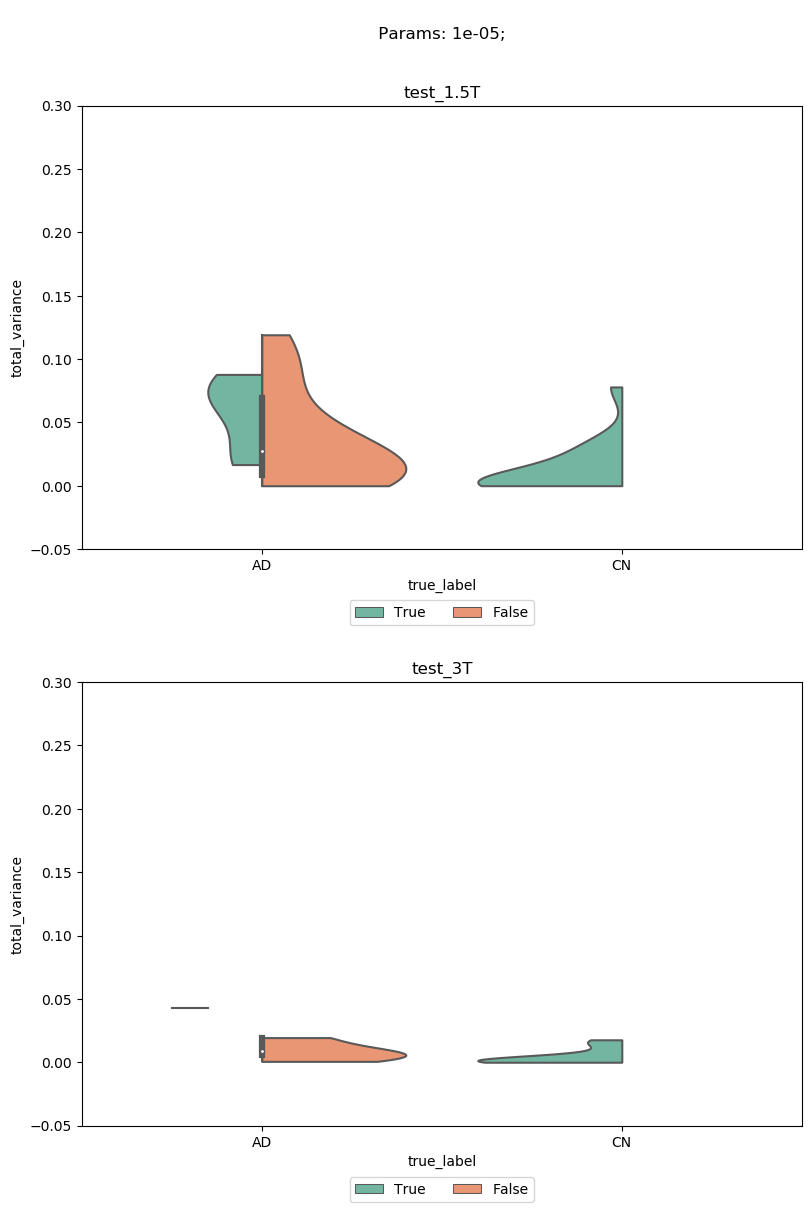 Params: 1e-05;
test_1.5T
0.30
0.25
0.20
0.15
0.10
0.05
0.00
−0.05
total_variance
AD CN
true_label
True False
test_3T
0.30
0.25
0.20
0.15
0.10
0.05
0.00
−0.05
total_variance
AD CN
true_label
True False